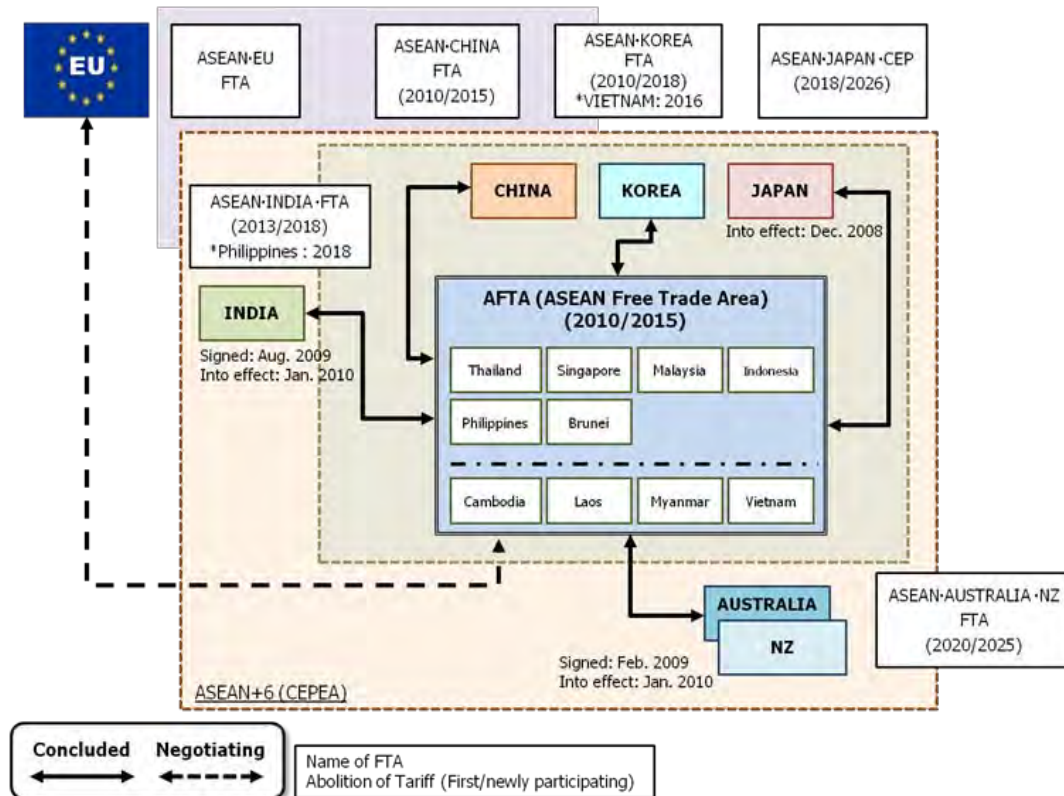 EU
ASEAN·EU
FTA
ASEAN·CHINA
FTA
(2010/2015)
ASEAN·KOREA
FTA
(2010/2018)
*VIETNAM: 2016
ASEAN·JAPAN·CEP
(2018/2026)
ASEAN·INDIA·FTA
(2013/2018)
*Philippines : 2018
CHINA
KOREA
JAPAN
Into effect: Dec. 2008
INDIA
Signed: Aug. 2009
Into effect: Jan. 2010
AFTA (ASEAN Free Trade Area)
(2010/2015)
Thailand
Singapore
Malaysia
Indonesia
Philippines
Brunei
Cambodia
Laos
Myanmar
Vietnam
AUSTRALIA
NZ
Signed: Feb. 2009
Into effect: Jan. 2010
ASEAN·AUSTRALIA·NZ
FTA
(2020/2025)
ASEAN+6 (CEPEA)
Concluded
Negotiating
Name of FTA
Abolition of Tariff (First/newly participating)